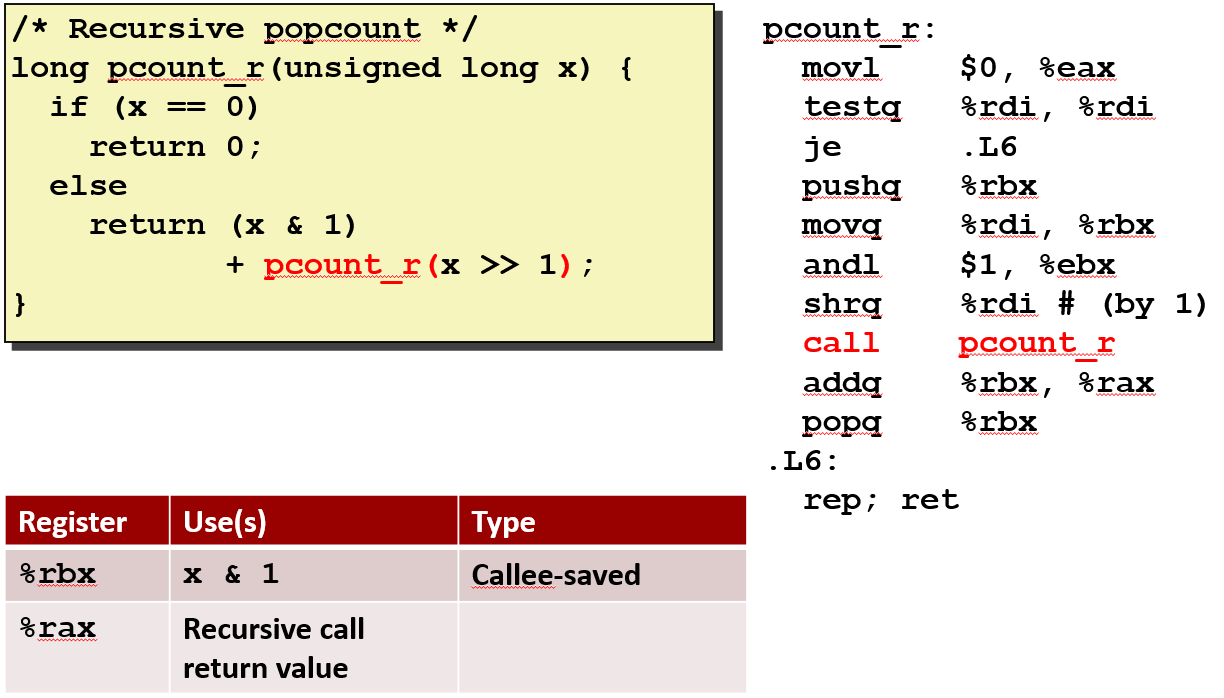 /* Recursive popcount */
long pcount_r(unsigned long x) {
  if (x == 0)
    return 0;
  else
    return (x & 1)
           + pcount_r(x >> 1);
}
pcount_r:
  movl    $0, %eax
  testq   %rdi, %rdi
  je      .L6
  pushq   %rbx
  movq    %rdi, %rbx
  andl    $1, %ebx
  shrq    %rdi # (by 1)
  call    pcount_r
  addq    %rbx, %rax
  popq    %rbx
.L6:
  rep; ret
Register Use(s) Type
%rbx x & 1 Callee-saved
%rax Recursive call
return value